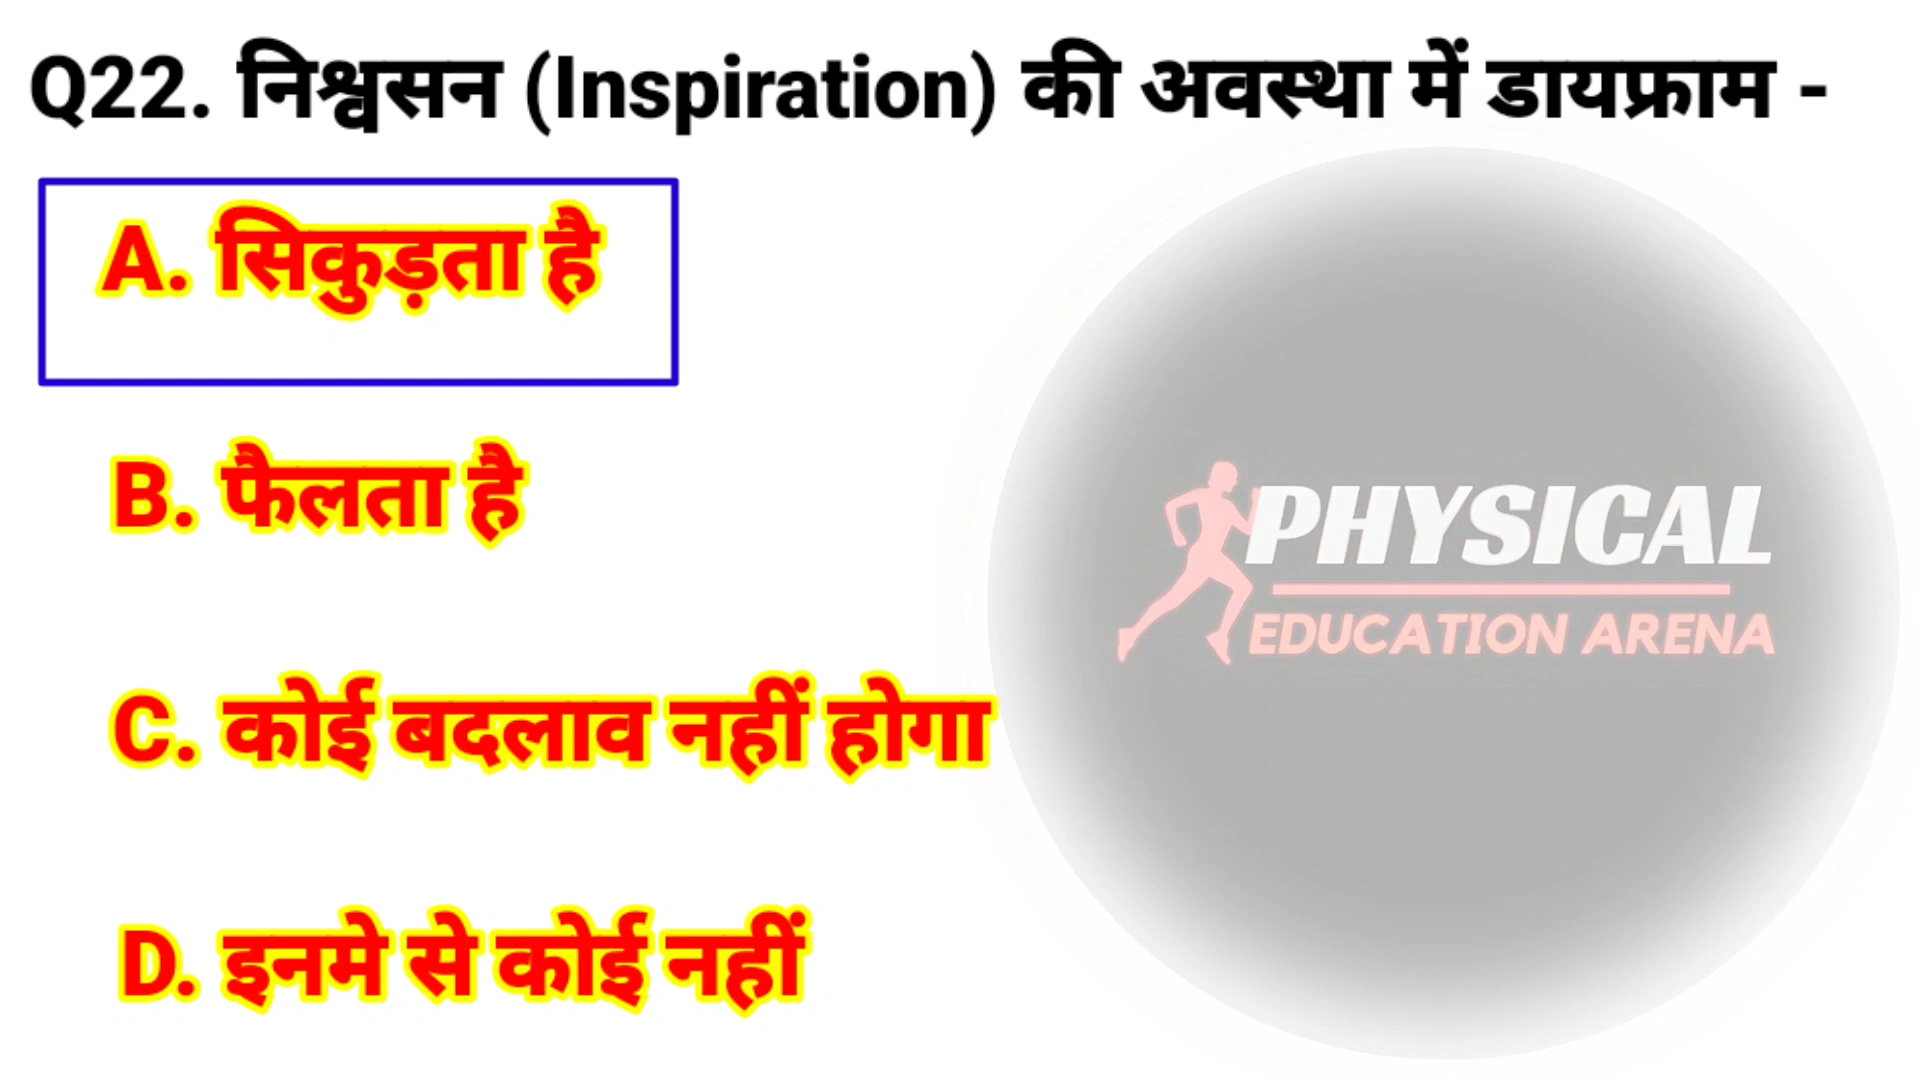 Q22. निश्वसन (Inspiration) की अवस्था में डायफ्राम -
A. सिकुड़ता है
B. फैलता है
C. कोई बदलाव नहीं होगा
D. इनमे से कोई नहीं
PHYSICAL
EDUCATION ARENA